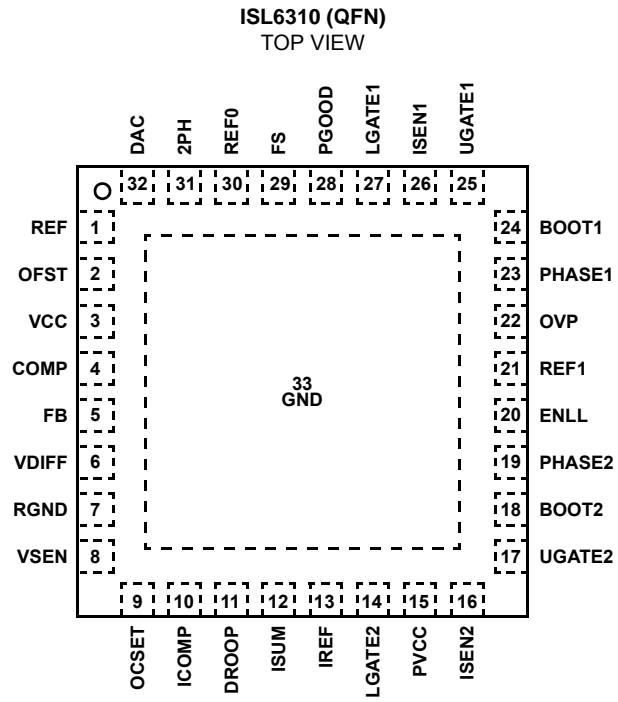 ISL6310 (QFN)
TOP VIEW
DAC 2PH REF0 FS PGOOD LGATE1 ISEN1 UGATE1
32 31 30 29 28 27 26 25
REF 1 24 BOOT1
OFST 2 23 PHASE1
VCC 3 22 OVP
COMP 4 21 REF1
33
GND
FB 5 20 ENLL
VDIFF 6 19 PHASE2
RGND 7 18 BOOT2
VSEN 8 17 UGATE2
9 10 11 12 13 14 15 16
OCSET ICOMP DROOP ISUM IREF LGATE2 PVCC ISEN2